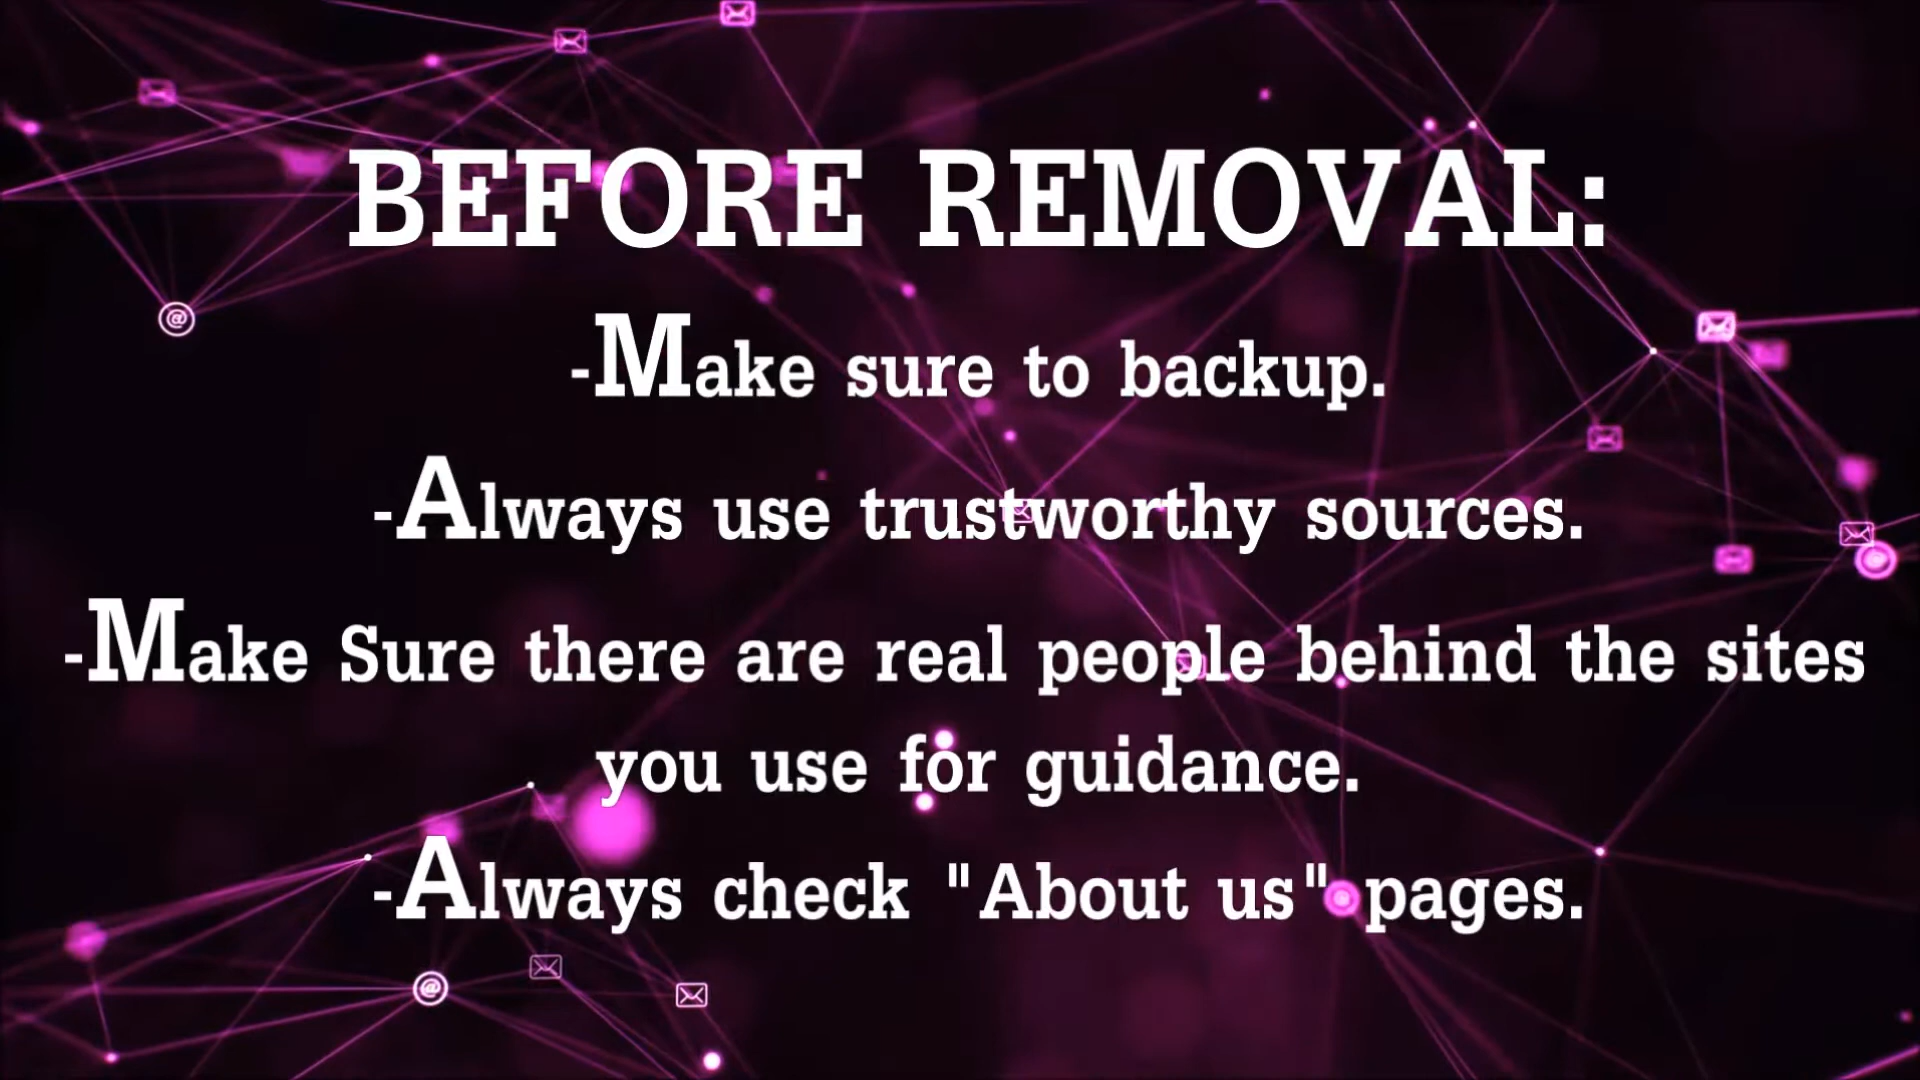 BEFORE REMOVAL:
-Make sure to backup.
-Always use trustworthy sources.
-Make Sure there are real people behind the sites
you use for guidance.
-Always check "About us" pages.